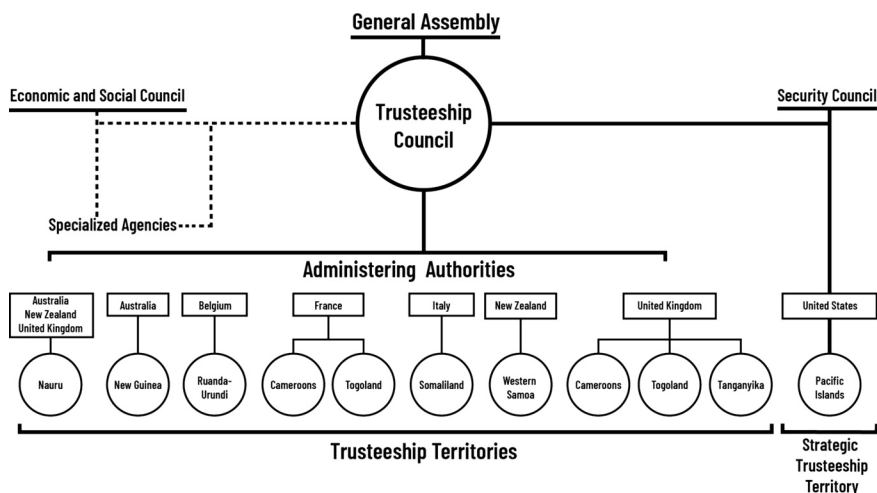 General Assembly
Economic and Social Council
Trusteeship
Council
Security Council
Specialized Agencies
Administering Authorities
Australia
New Zealand
United Kingdom
Australia
Belgium
France
Italy
New Zealand
United Kingdom
United States
Nauru
New Guinea
Ruanda-
Urundi
Cameroons
Togoland
Somaliland
Western
Samoa
Cameroons
Togoland
Tanganyika
Pacific
Islands
Trusteeship Territories
Strategic
Trusteeship
Territory